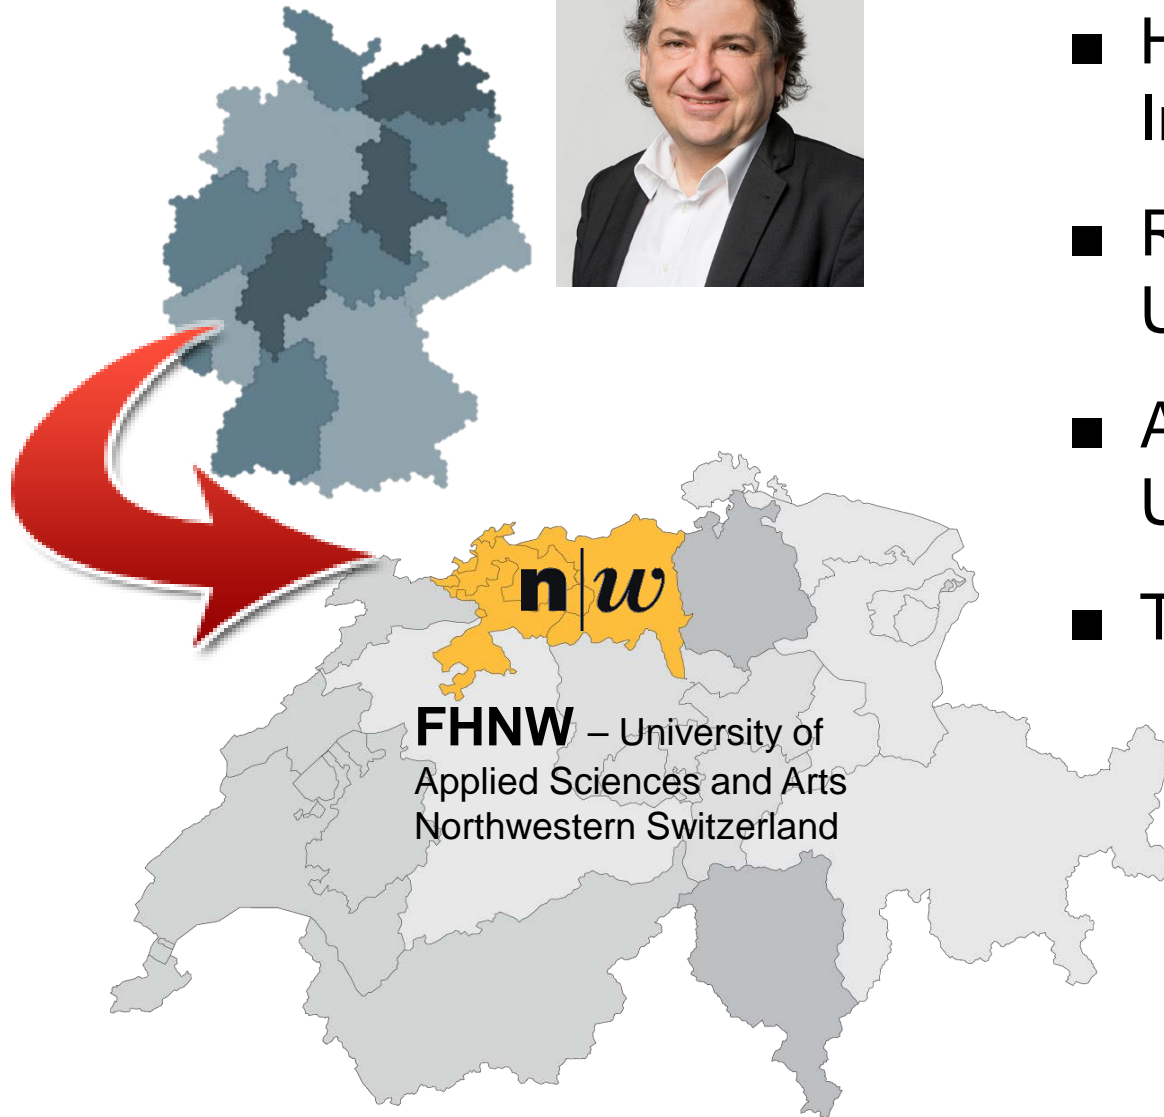 n|w
FHNW – University of
Applied Sciences and Arts
Northwestern Switzerland